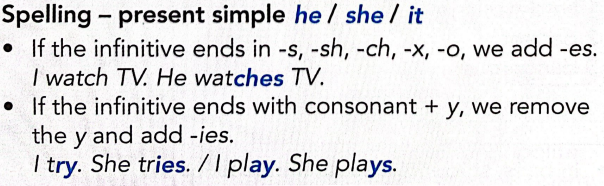 Spelling – present simple he / she / it
• If the infinitive ends in -s, -sh, -ch, -x, -o, we add -es.
I watch TV. He watches TV.
• If the infinitive ends with consonant + y, we remove
the y and add -ies.
I try. She tries. / I play. She plays.